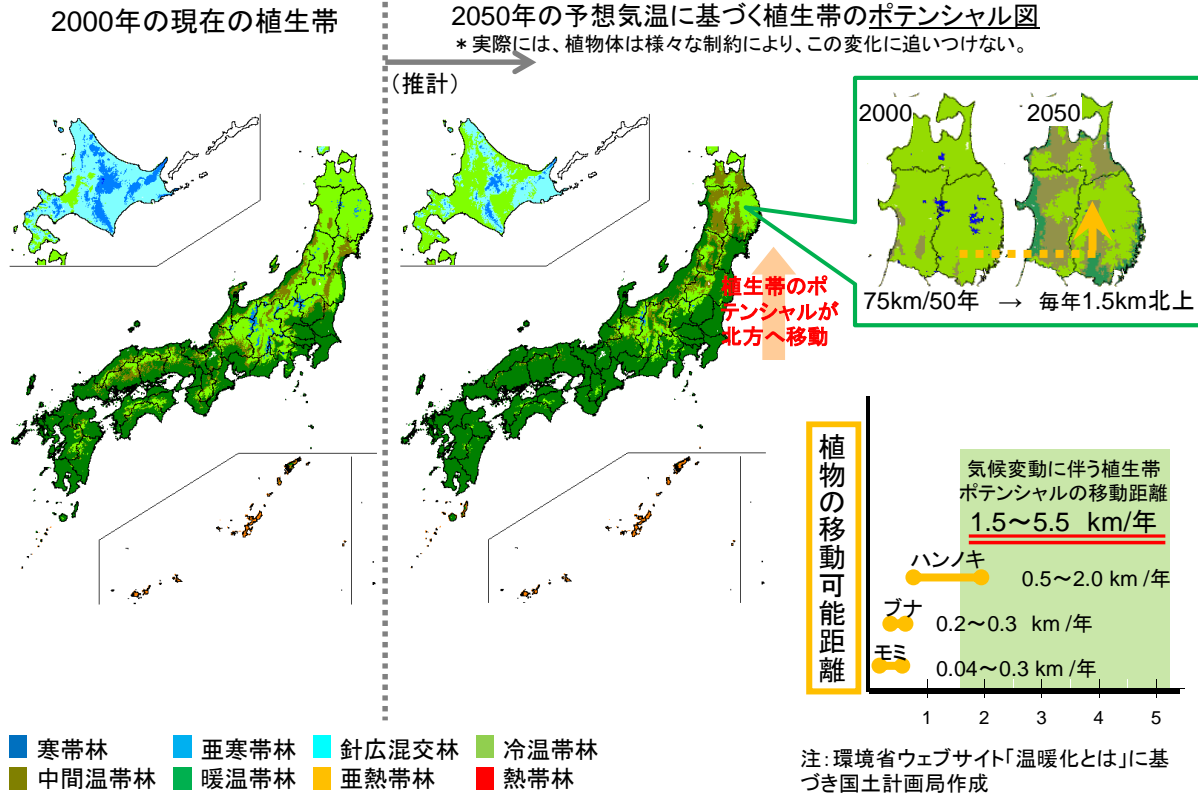 2000年の現在の植生帯
2050年の予想気温に基づく植生帯のポテンシャル図
＊実際には、植物体は様々な制約により、この変化に追いつけない。
(推計)
2000
2050
75km/50年 → 毎年1.5km北上
植生帯のポ
テンシャルが
北方へ移動
植物の移動可能距離
気候変動に伴う植生帯
ポテンシャルの移動距離
1.5～5.5 km/年
ハンノキ
0.5～2.0 km/年
ブナ
0.2～0.3 km/年
モミ
0.04～0.3 km/年
1 2 3 4 5
寒帯林 亜寒帯林 針広混交林 冷温帯林
中間温帯林 暖温帯林 亜熱帯林 熱帯林
注：環境省ウェブサイト「温暖化とは」に基
づき国土計画局作成